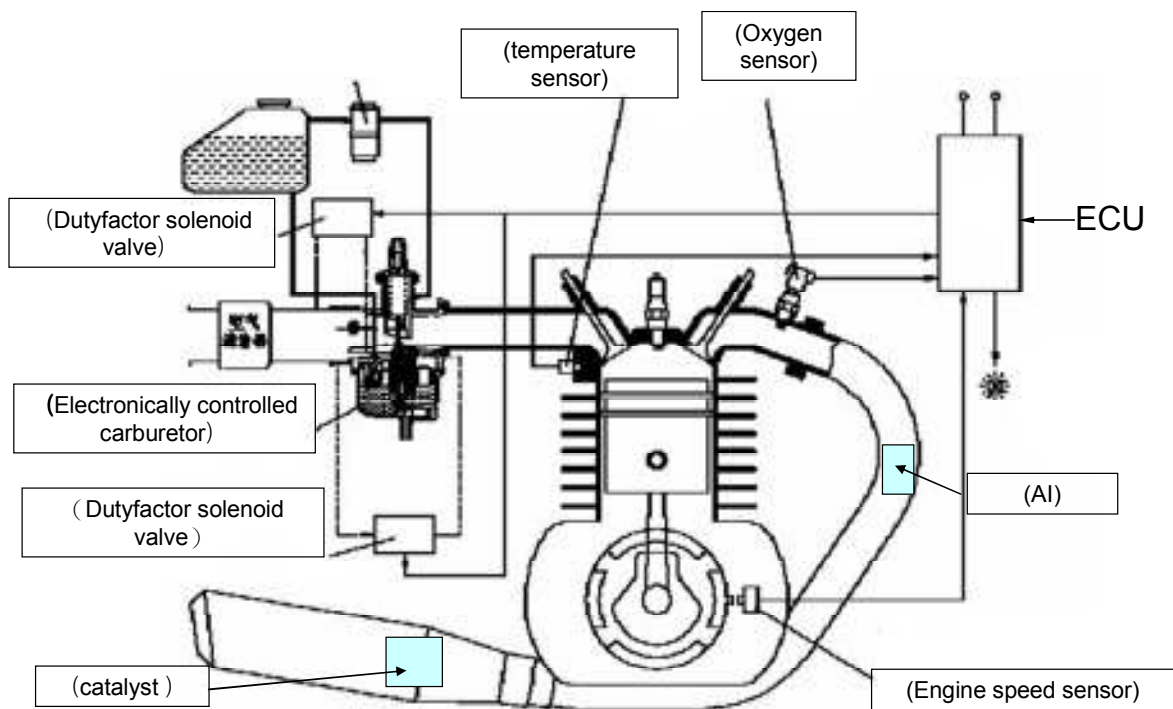 (temperature
sensor)
(Oxygen
sensor)
(Dutyfactor solenoid
valve)
ECU
(Electronically controlled
carburetor)
(Dutyfactor solenoid
valve)
(AI)
(catalyst )
(Engine speed sensor)